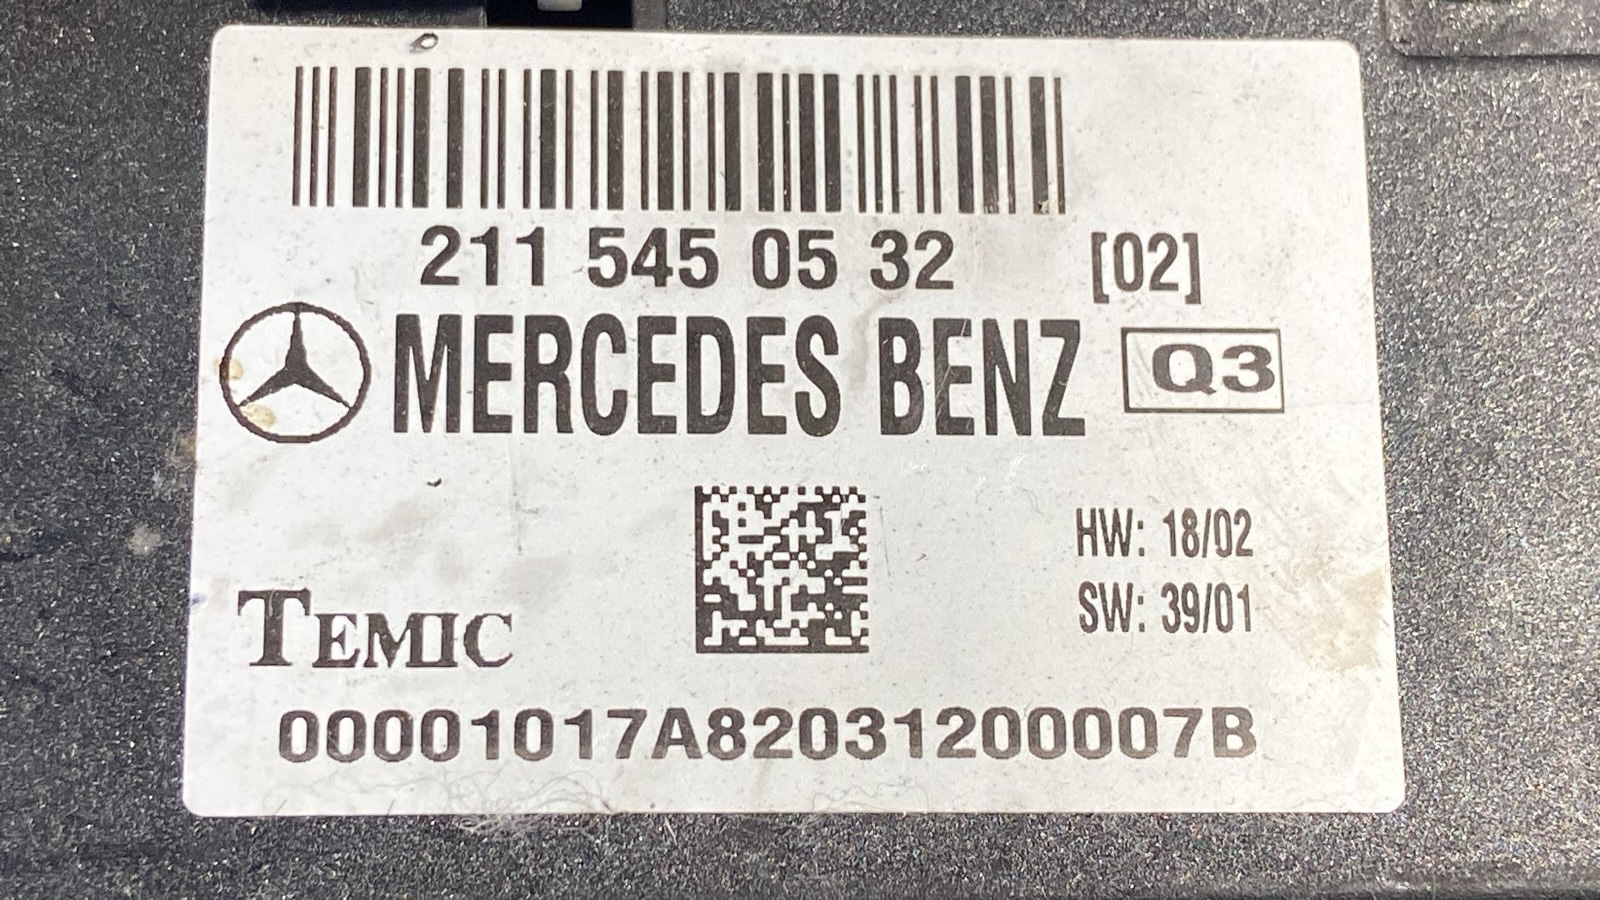 211 545 05 32 [02]
MERCEDES BENZ Q3
HW: 18/02
SW: 39/01
TEMIC
00001017A82031200007B